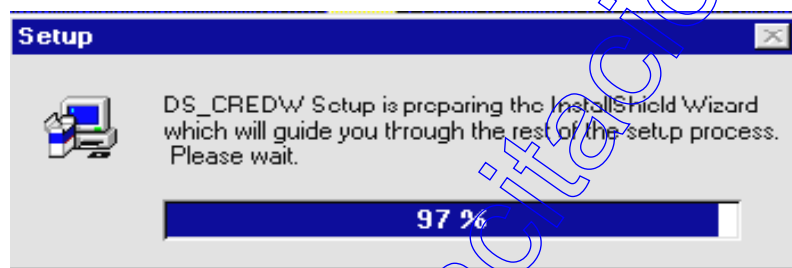 Setup
DS_CREDW Setup is preparing the InstallShield Wizard
which will guide you through the rest of the setup process.
Please wait.
97 %
citacio